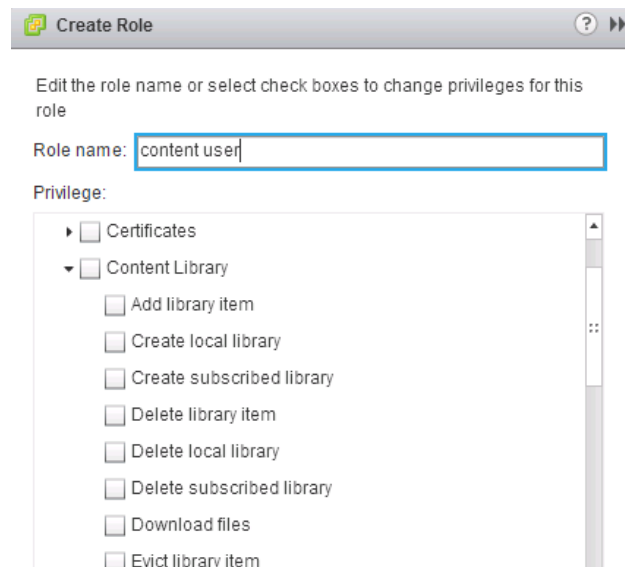 Create Role
Edit the role name or select check boxes to change privileges for this
role
Role name: content user
Privilege:
Certificates
Content Library
Add library item
Create local library
Create subscribed library
Delete library item
Delete local library
Delete subscribed library
Download files
Evict library item